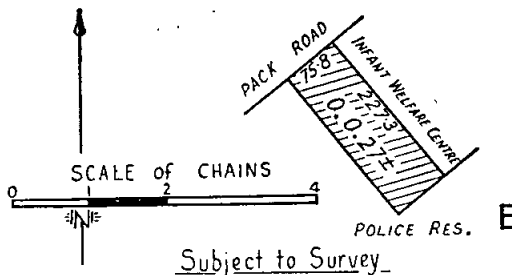 PACK ROAD
75·8
INFANT WELFARE CENTRE
227·3
0.0.27±
SCALE of CHAINS
0 1 2 4
N
POLICE RES.
E
Subject to Survey